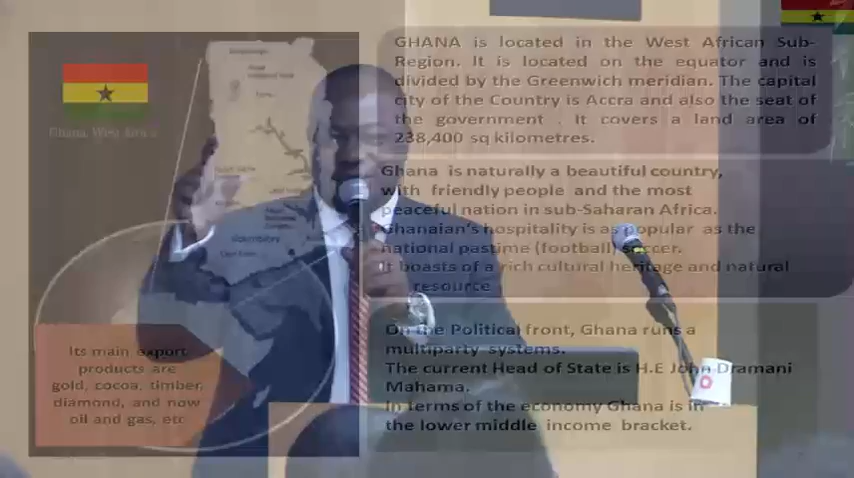 Ghana, West Africa
Its main export
products are
gold, cocoa, timber,
diamond, and now
oil and gas, etc
GHANA is located in the West African Sub-
Region. It is located on the equator and is
divided by the Greenwich meridian. The capital
city of the Country is Accra and also the seat of
the government . It covers a land area of
238,400 sq kilometres.
Ghana is naturally a beautiful country,
with friendly people and the most
peaceful nation in sub-Saharan Africa.
Ghanaian's hospitality is as popular as the
national pastime (football) soccer.
It boasts of a rich cultural heritage and natural
resource
On the Political front, Ghana runs a
multiparty systems.
The current Head of State is H.E John Dramani
Mahama.
In terms of the economy Ghana is in
the lower middle income bracket.